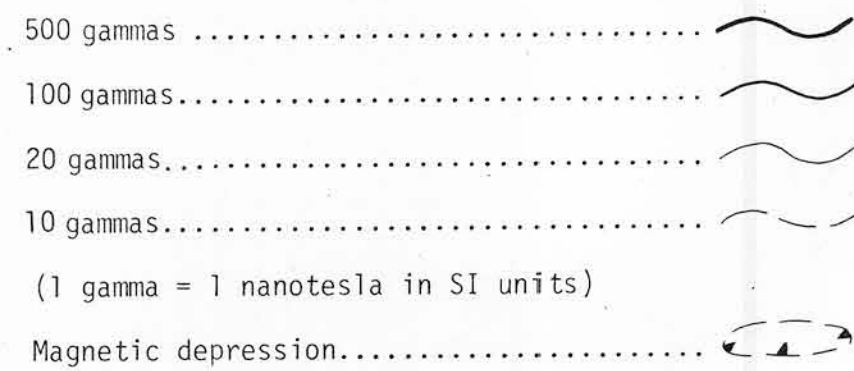 500 gammas ....................................
100 gammas....................................
20 gammas.....................................
10 gammas.....................................
(1 gamma = 1 nanotesla in SI units)
Magnetic depression.........................